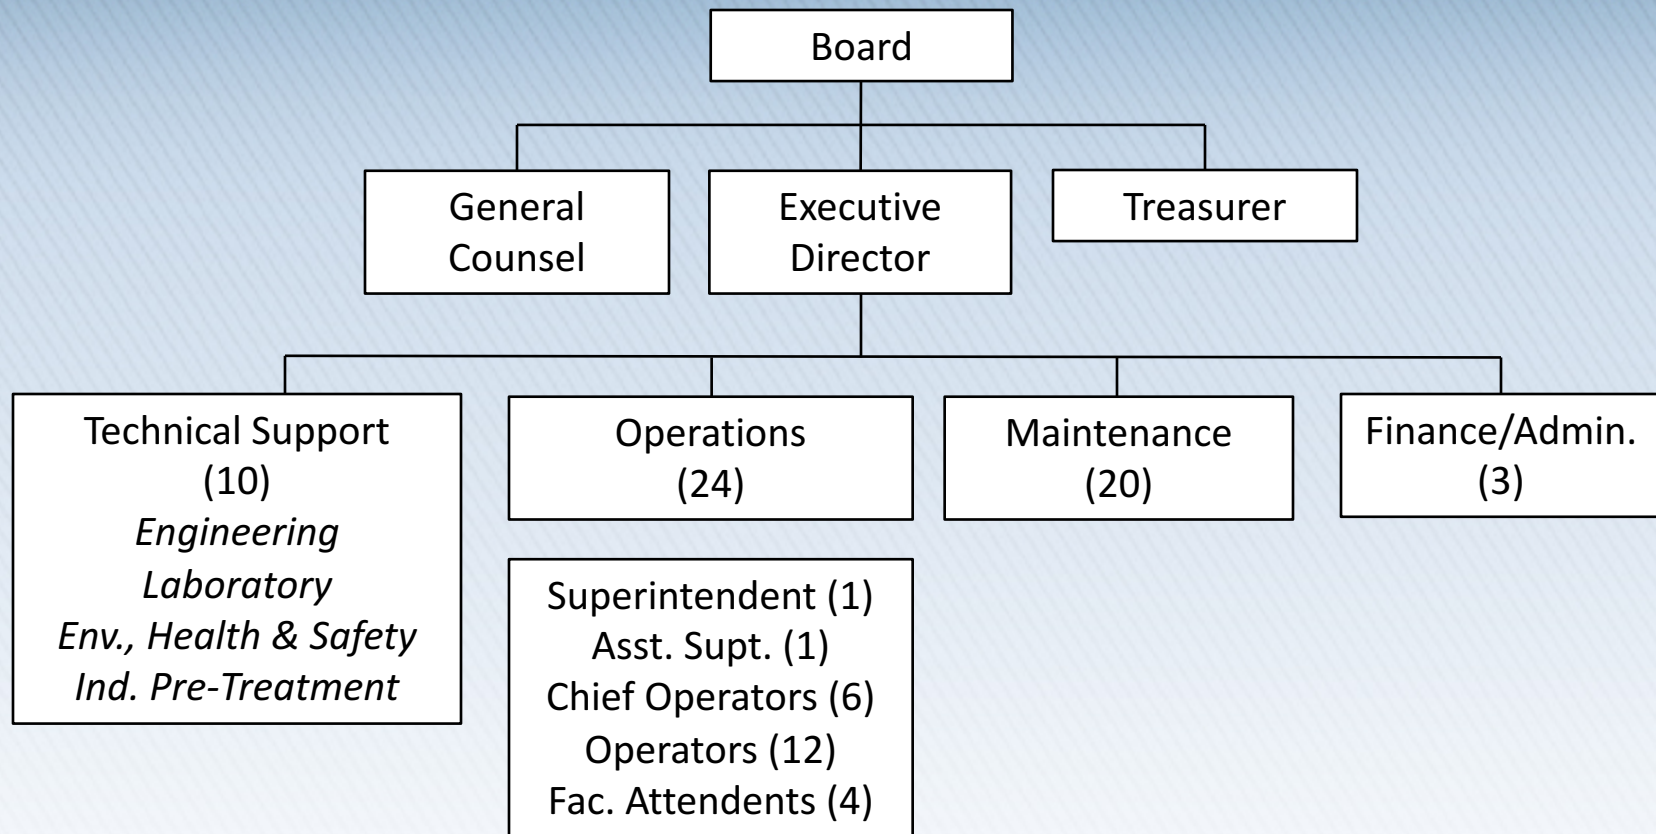 Board
General
Counsel
Executive
Director
Treasurer
Technical Support
(10)
Engineering
Laboratory
Env., Health & Safety
Ind. Pre-Treatment
Operations
(24)
Maintenance
(20)
Finance/Admin.
(3)
Superintendent (1)
Asst. Supt. (1)
Chief Operators (6)
Operators (12)
Fac. Attendents (4)